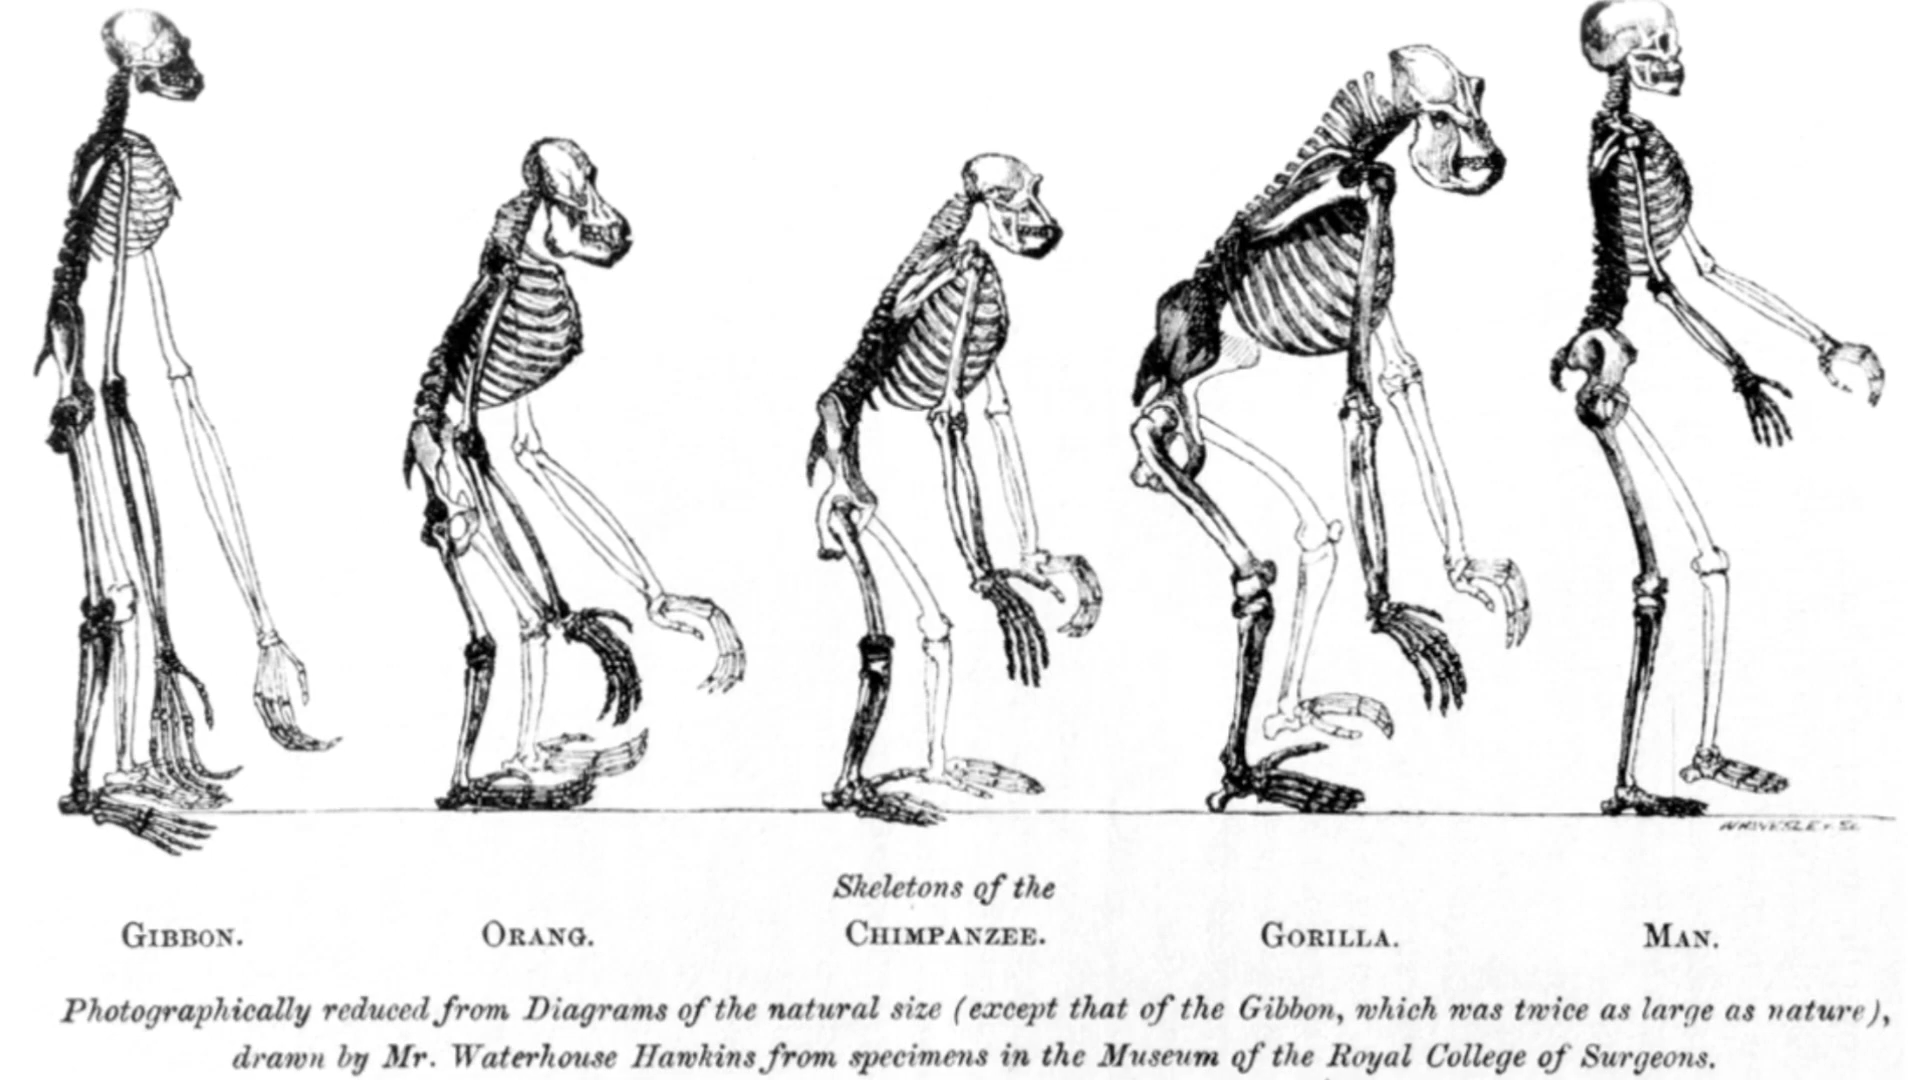 Skeletons of the
GIBBON. ORANG. CHIMPANZEE. GORILLA. MAN.
Photographically reduced from Diagrams of the natural size (except that of the Gibbon, which was twice as large as nature),
drawn by Mr. Waterhouse Hawkins from specimens in the Museum of the Royal College of Surgeons.